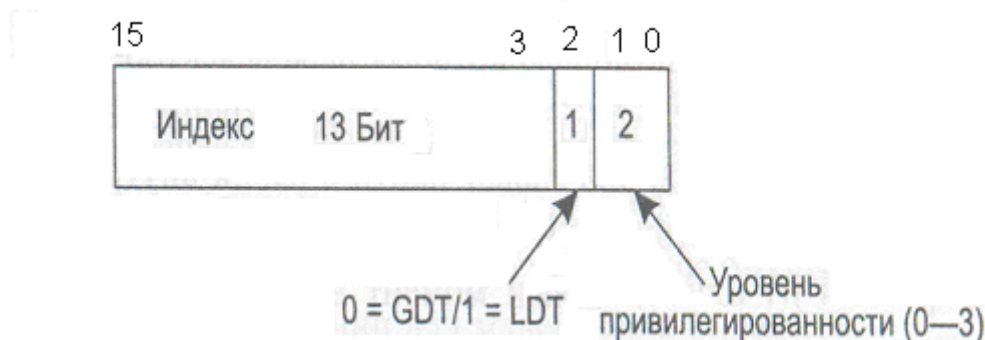 15 3 2 1 0
Индекс 13 Бит 1 2
0 = GDT/1 = LDT
Уровень
привилегированности (0—3)